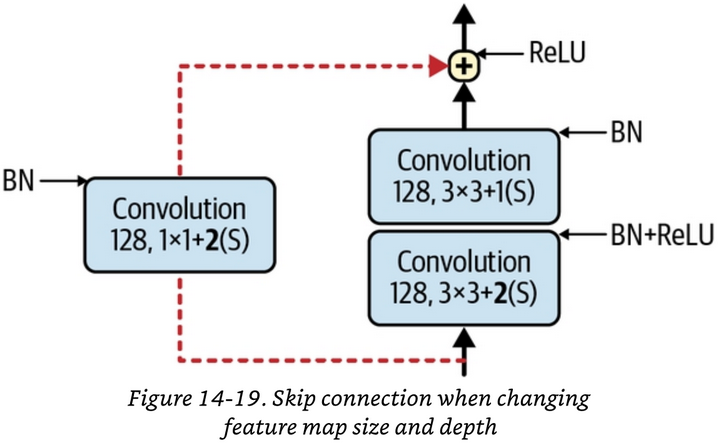 ReLU
BN
Convolution
128, 3×3+1(S)
BN
Convolution
128, 1×1+2(S)
BN+ReLU
Convolution
128, 3×3+2(S)
Figure 14-19. Skip connection when changing
feature map size and depth